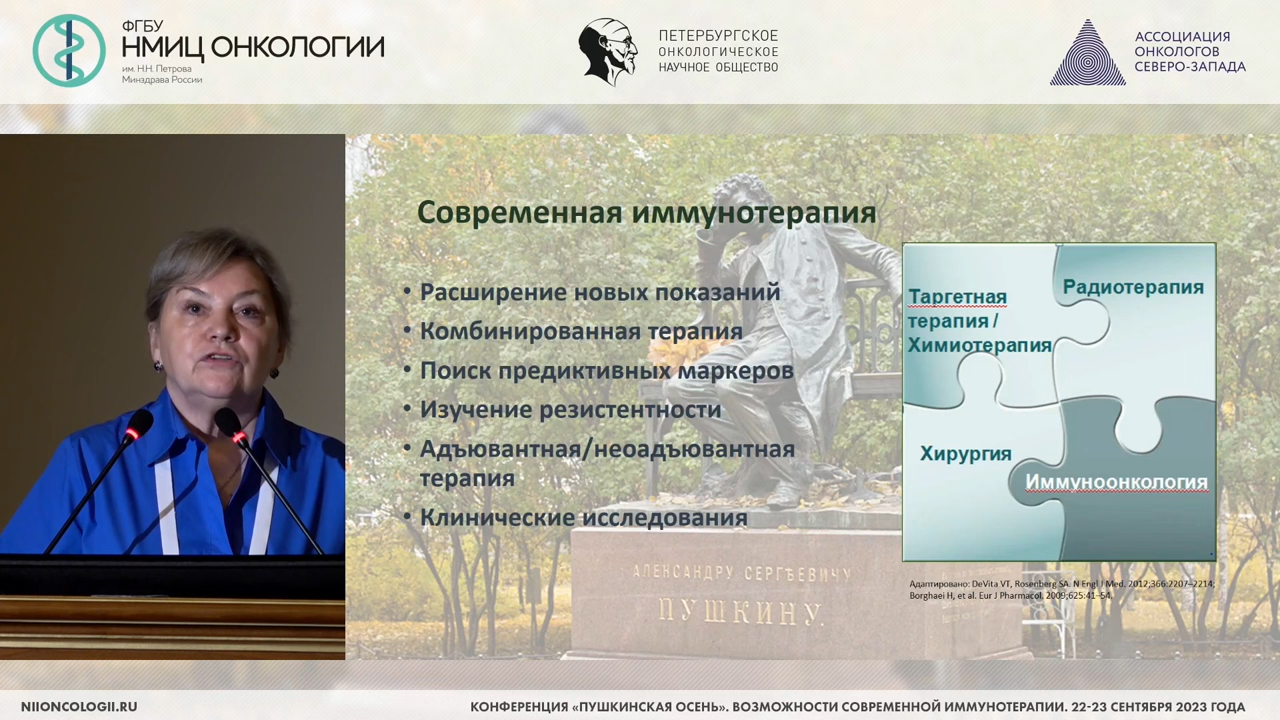 ФГБУ
НМИЦ ОНКОЛОГИИ
им. Н.Н. Петрова
Минздрава России
ПЕТЕРБУРГСКОЕ
ОНКОЛОГИЧЕСКОЕ
НАУЧНОЕ ОБЩЕСТВО
АССОЦИАЦИЯ
ОНКОЛОГОВ
СЕВЕРО-ЗАПАДА
Современная иммунотерапия
• Расширение новых показаний
• Комбинированная терапия
• Поиск предиктивных маркеров
• Изучение резистентности
• Адъювантная/неоадъювантная
терапия
• Клинические исследования
Таргетная
терапия /
Химиотерапия
Радиотерапия
Хирургия
Иммуноонкология
Адаптировано: DeVita VT, Rosenberg SA. N Engl J Med. 2012;366:2207–2214;
Borghaei H, et al. Eur J Pharmacol. 2009;625:41–54.
АЛЕКСАНДРУ СЕРГѢЕВИЧУ
ПУШКИНУ.
NIIONCOLOGII.RU
КОНФЕРЕНЦИЯ «ПУШКИНСКАЯ ОСЕНЬ». ВОЗМОЖНОСТИ СОВРЕМЕННОЙ ИММУНОТЕРАПИИ. 22-23 СЕНТЯБРЯ 2023 ГОДА